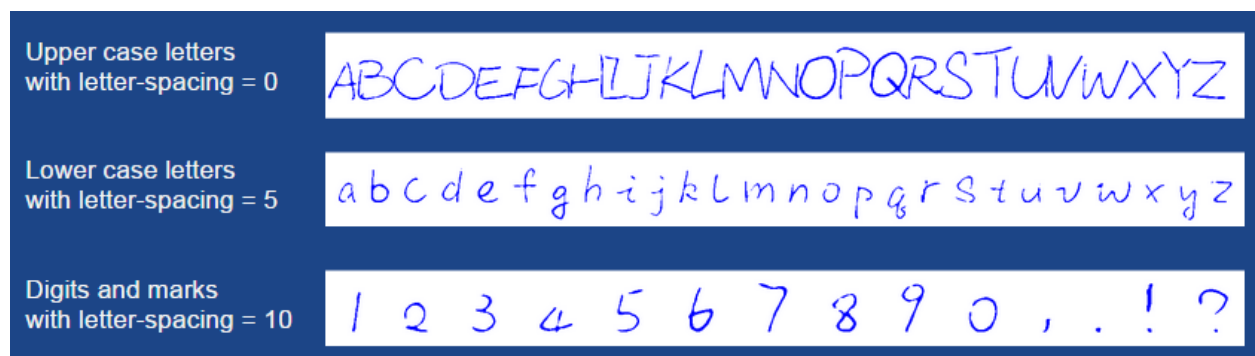 Upper case letters
with letter-spacing = 0
ABCDEFGHIJKLMNOPQRSTUVWXYZ
Lower case letters
with letter-spacing = 5
a b c d e f g h i j k l m n o p q r s t u v w x y z
Digits and marks
with letter-spacing = 10
1 2 3 4 5 6 7 8 9 0 , . ! ?